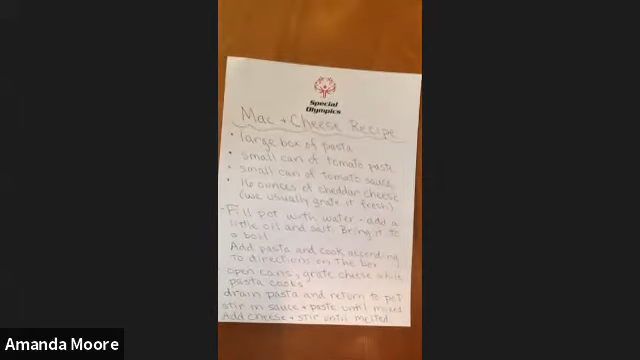 Special
Olympics
Mac + Cheese Recipe
• large box of pasta
• small can of tomato paste
• small can of tomato sauce
• 16 ounces of cheddar cheese
(we usually grate it fresh)
- Fill pot with water - add a
little oil and salt. Bring it to
a boil
Add pasta and cook according
to directions on the box
open cans, grate cheese while
pasta cooks
drain pasta and return to pot
stir in sauce + paste until mixed
Add cheese + stir until melted.
Amanda Moore